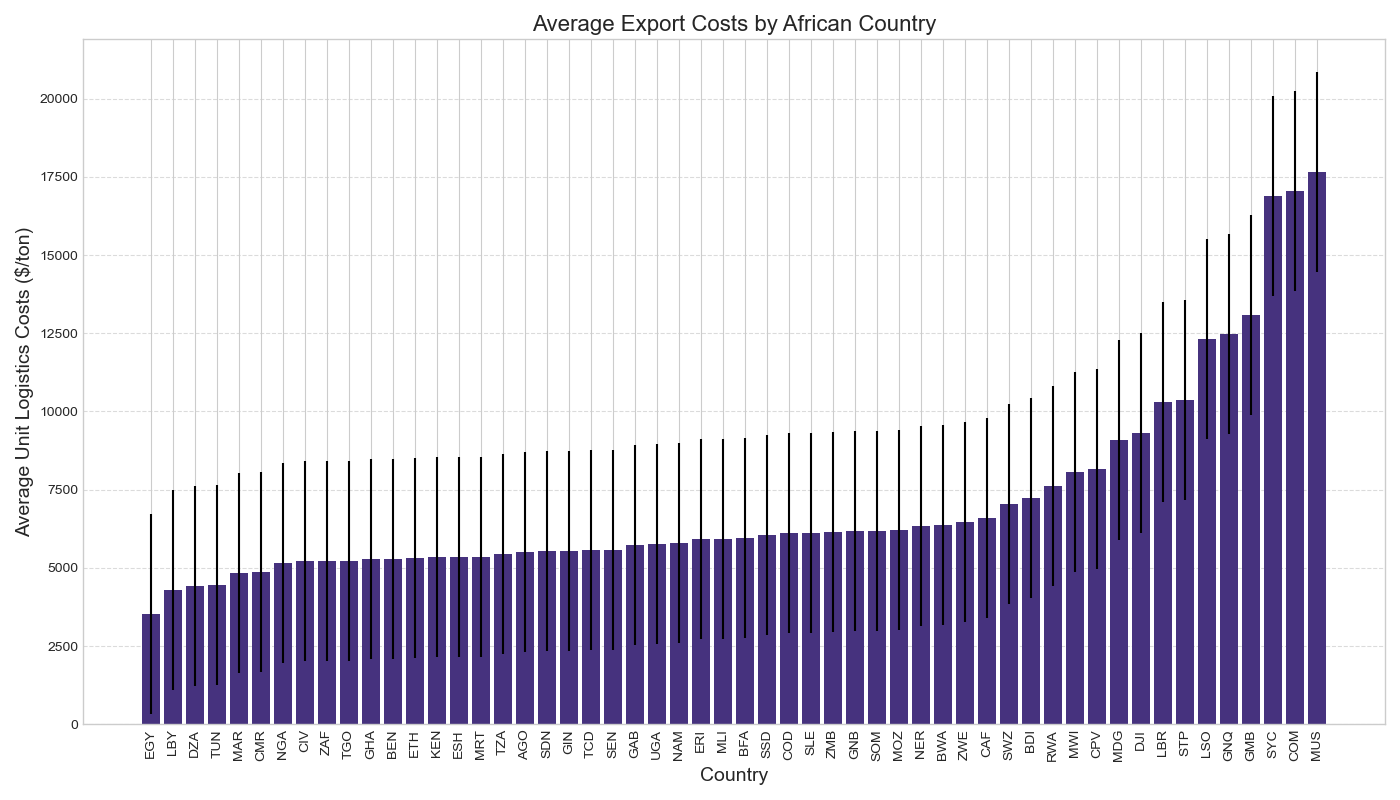 Average Export Costs by African Country
Average Unit Logistics Costs ($/ton)
20000
17500
15000
12500
10000
7500
5000
2500
0
EGY
LBY
DZA
TUN
MAR
CMR
NGA
CIV
ZAF
TGO
GHA
BEN
ETH
KEN
ESH
MRT
TZA
AGO
SDN
GIN
TCD
SEN
GAB
UGA
NAM
ERI
MLI
BFA
SSD
COD
SLE
ZMB
GNB
SOM
MOZ
NER
BWA
ZWE
CAF
SWZ
BDI
RWA
MWI
CPV
MDG
DJI
LBR
STP
LSO
GNQ
GMB
SYC
COM
MUS
Country